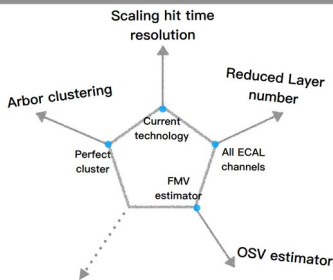 Scaling hit time
resolution
Reduced Layer
number
Arbor clustering
Current
technology
Perfect
cluster
All ECAL
channels
FMV
estimator
OSV estimator